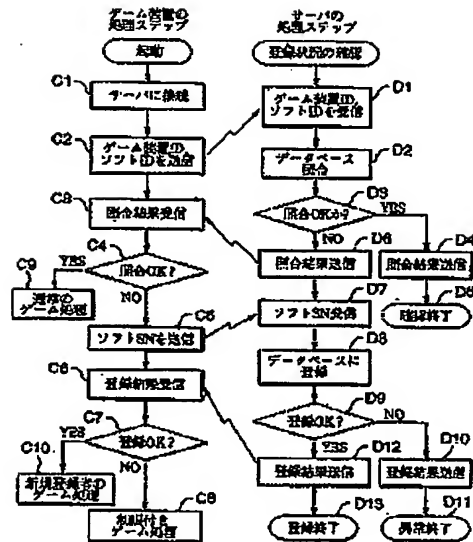 ゲーム装置の
処理ステップ
起動
C1
サーバに接続
C2
ゲーム装置ID,
ソフトIDを送信
C3
照合結果受信
C4
照合OK?
YES
NO
C9
通常の
ゲーム処理
C5
ソフトSNを送信
C6
登録結果受信
C7
登録OK?
YES
NO
C10
新規登録者の
ゲーム処理
C8
制限付き
ゲーム処理
サーバの
処理ステップ
登録状況の確認
D1
ゲーム装置ID,
ソフトIDを受信
D2
データベース
照合
D3
照合OKか?
YES
NO
D4
照合結果送信
D5
確認終了
D6
照合結果送信
D7
ソフトSN受信
D8
データベースに
登録
D9
登録OK?
NO
YES
D10
登録結果送信
D11
異常終了
D12
登録結果送信
D13
登録終了